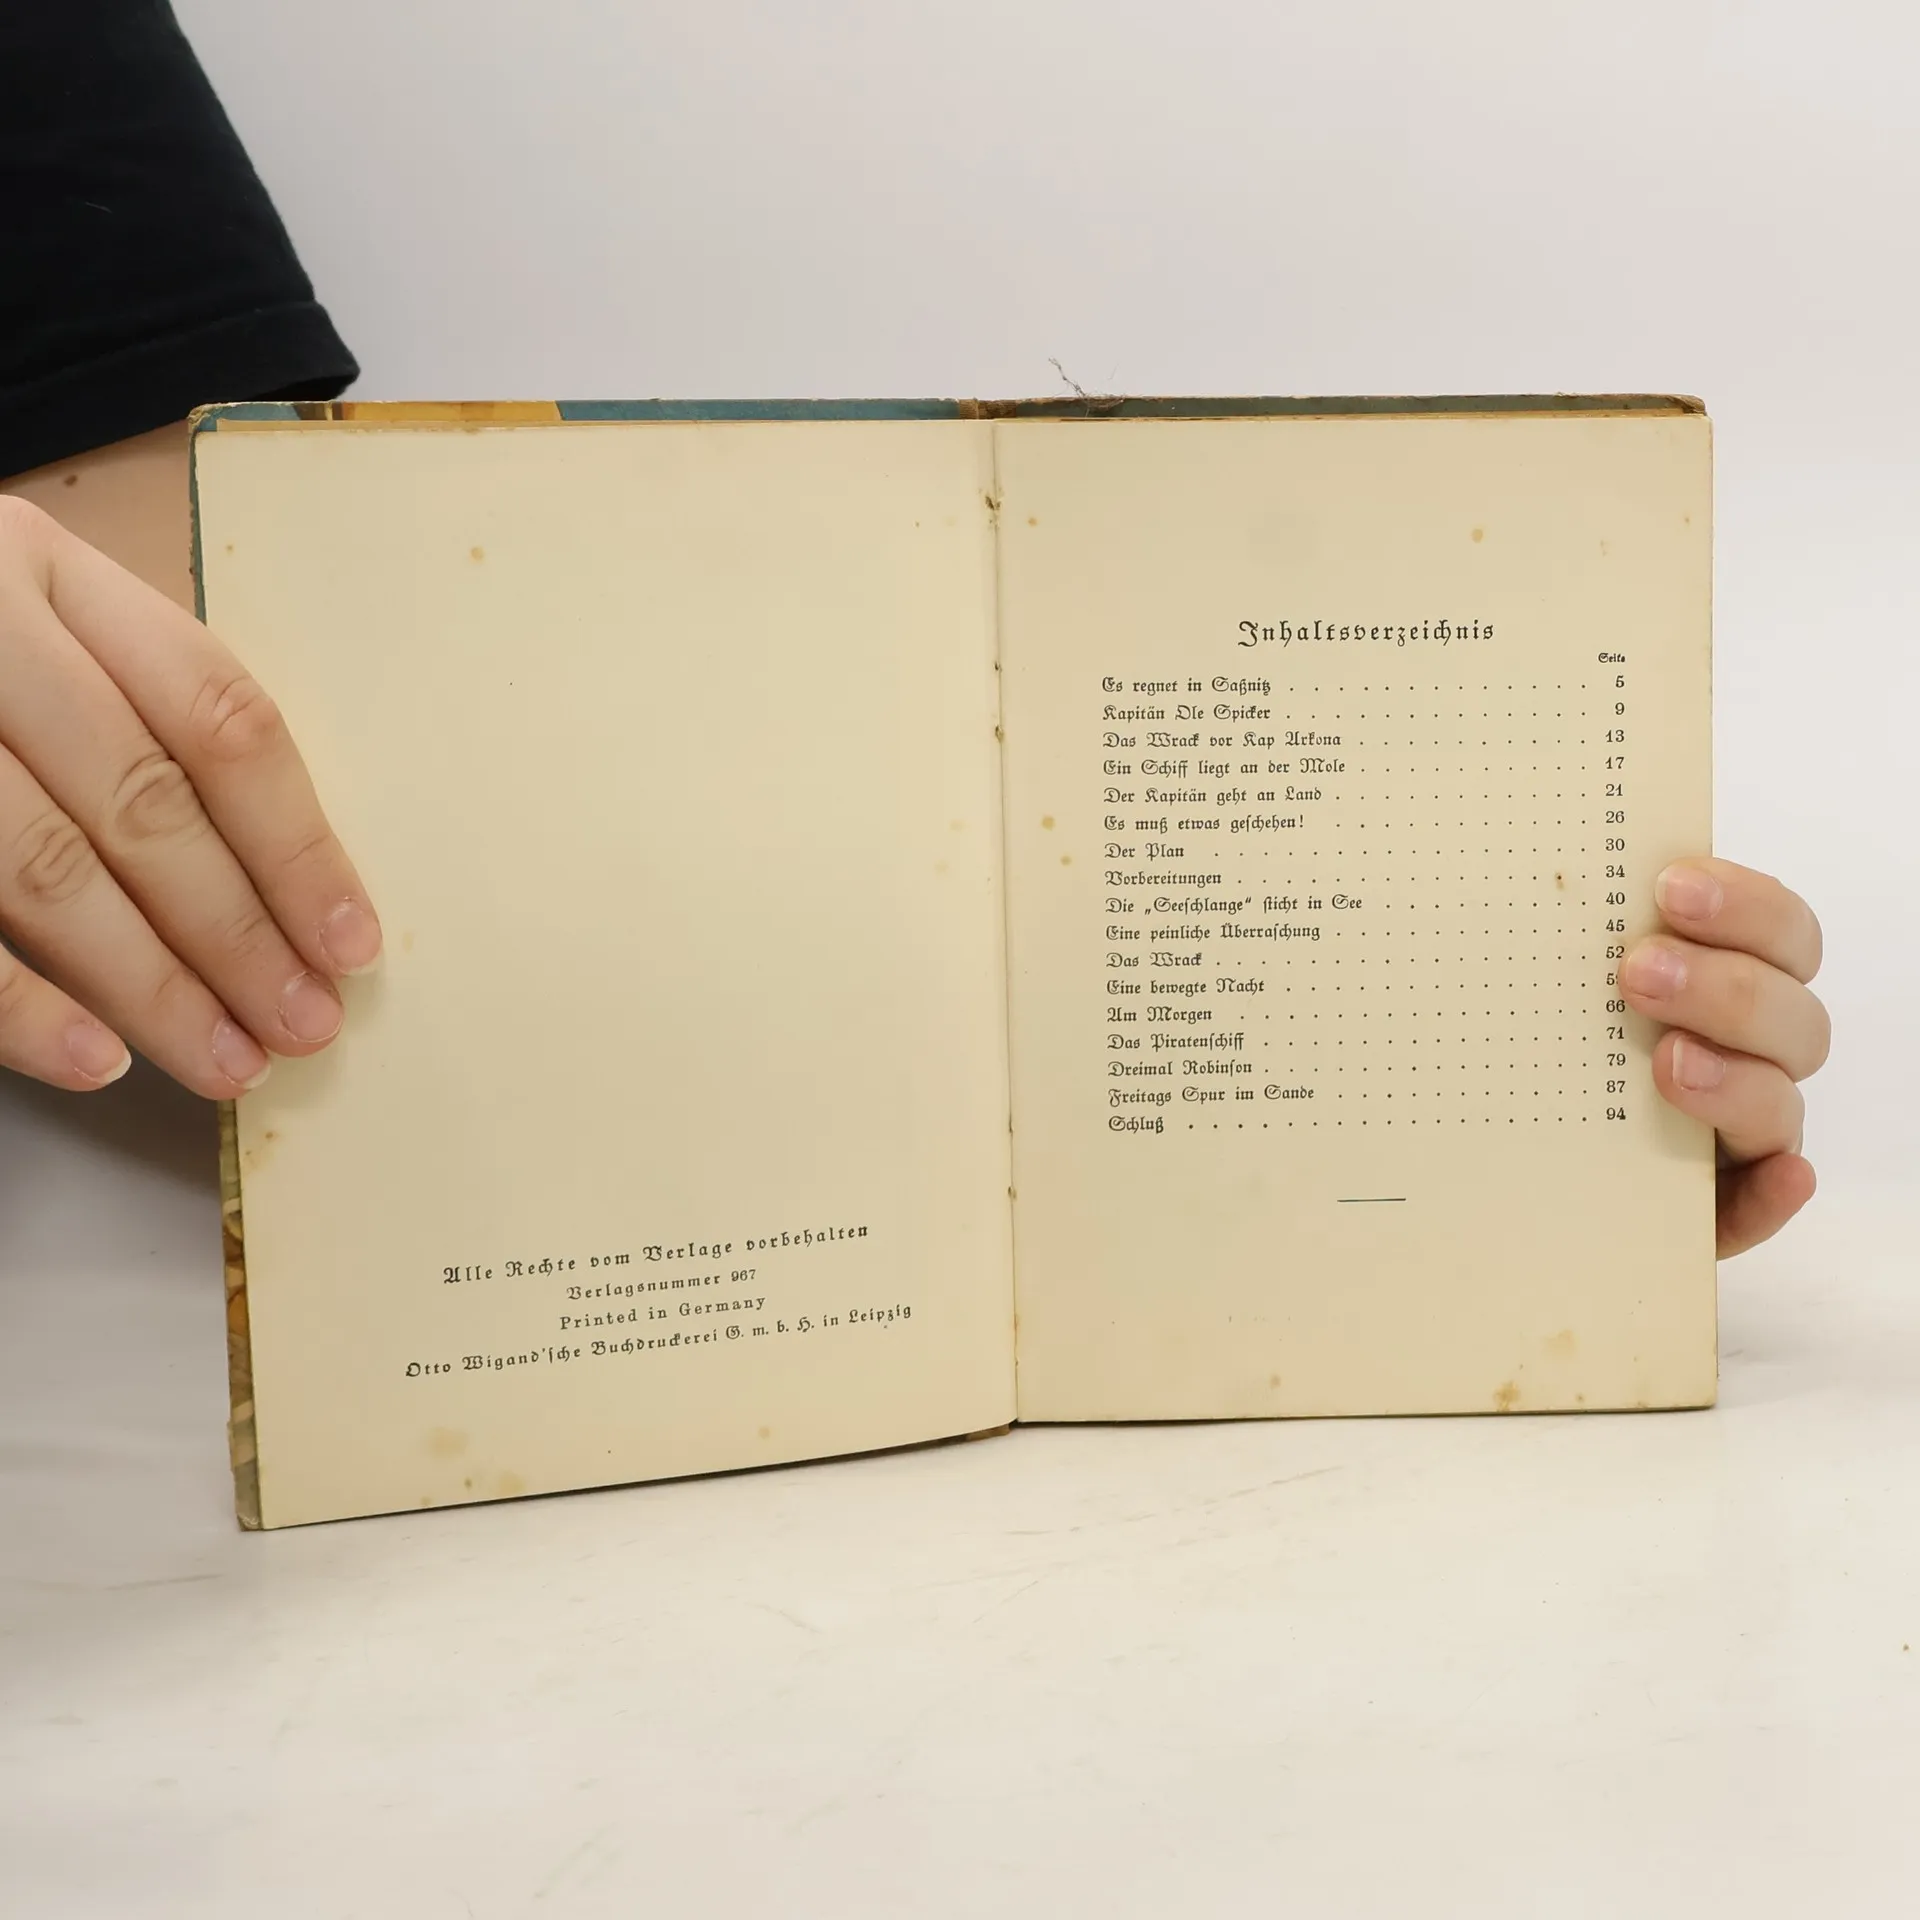 Alle Rechte vom Verlage vorbehalten
Verlagsnummer 967
Printed in Germany
Otto Wigand'sche Buchdruckerei G. m. b. H. in Leipzig
Inhaltsverzeichnis
Seite
Es regnet in Saßnitz . . . . . . . . . . . . . 5
Kapitän Ole Spicker . . . . . . . . . . . . . 9
Das Wrack vor Kap Arkona . . . . . . . . . . 13
Ein Schiff liegt an der Mole . . . . . . . . . . 17
Der Kapitän geht an Land . . . . . . . . . . . 21
Es muß etwas geschehen! . . . . . . . . . . . 26
Der Plan . . . . . . . . . . . . . . . . 30
Vorbereitungen . . . . . . . . . . . . . . . 34
Die „Seeschlange“ sticht in See . . . . . . . . . 40
Eine peinliche Überraschung . . . . . . . . . . . 45
Das Wrack . . . . . . . . . . . . . . . . 52
Eine bewegte Nacht . . . . . . . . . . . . .
Am Morgen . . . . . . . . . . . . . . . 66
Das Piratenschiff . . . . . . . . . . . . . . 71
Dreimal Robinson . . . . . . . . . . . . . . 79
Freitags Spur im Sande . . . . . . . . . . . 87
Schluß . . . . . . . . . . . . . . . . . 94